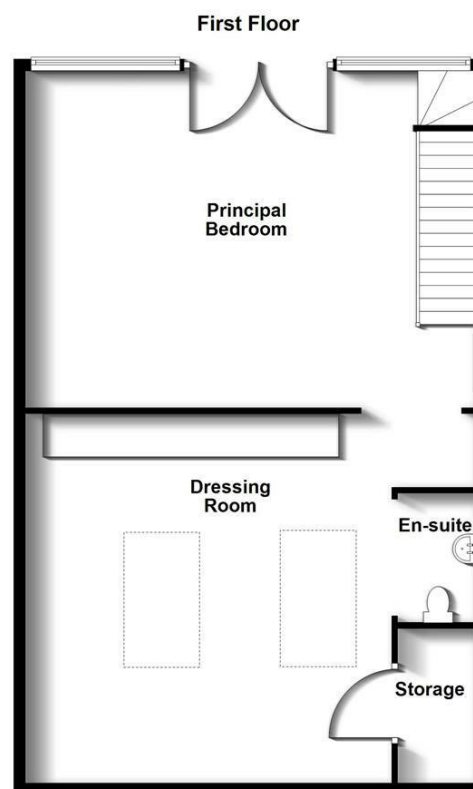 First Floor
Principal
Bedroom
Dressing
Room
En-suite
Storage